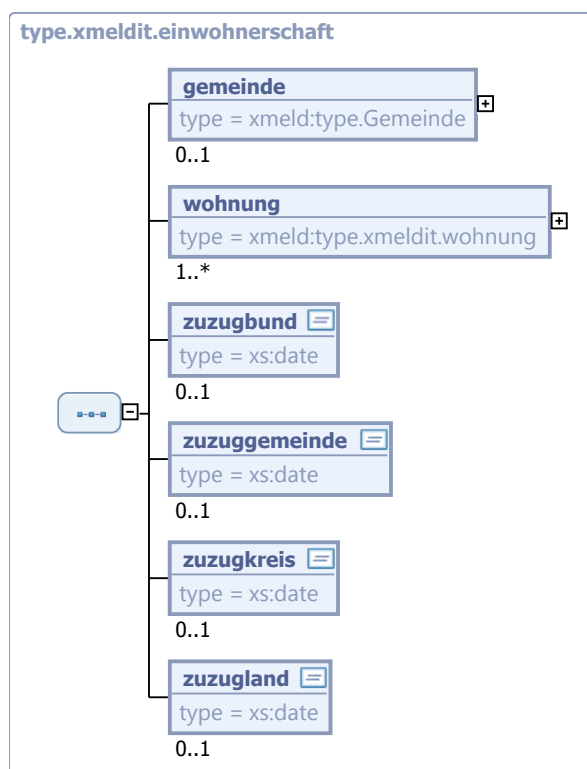 type.xmeldit.einwohnerschaft
gemeinde
type = xmeld:type.Gemeinde
0..1
wohnung
type = xmeld:type.xmeldit.wohnung
1..*
zuzugbund
type = xs:date
0..1
zuzuggemeinde
type = xs:date
0..1
zuzugkreis
type = xs:date
0..1
zuzugland
type = xs:date
0..1